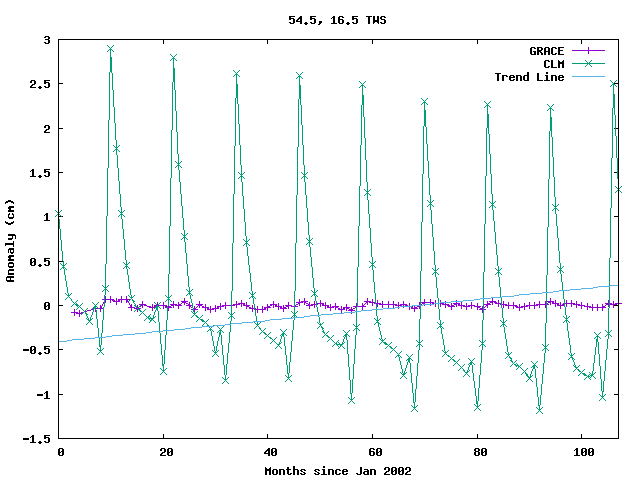 54.5, 16.5 TWS
GRACE
CLM
Trend Line
Anomaly (cm)
3
2.5
2
1.5
1
0.5
0
-0.5
-1
-1.5
0 20 40 60 80 100
Months since Jan 2002